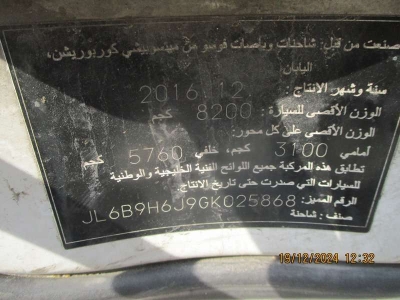 صنعت من قبل: شاحنات وباصات فوسو من ميتسوبيشي كوربوريشن،
اليابان
سنة وشهر الانتاج: 2016.12
الوزن الأقصى للسيارة: 8200 كجم
الوزن الأقصى على كل محور:
أمامي 3100 كجم، خلفي 5760 كجم
تطابق هذه المركبة جميع اللوائح الفنية الخليجية والوطنية
للسيارات التي صدرت حتى تاريخ الانتاج.
الرقم المميز: JL6B9H6J9GK025868
صنف: شاحنة
19/12/2024 12:32